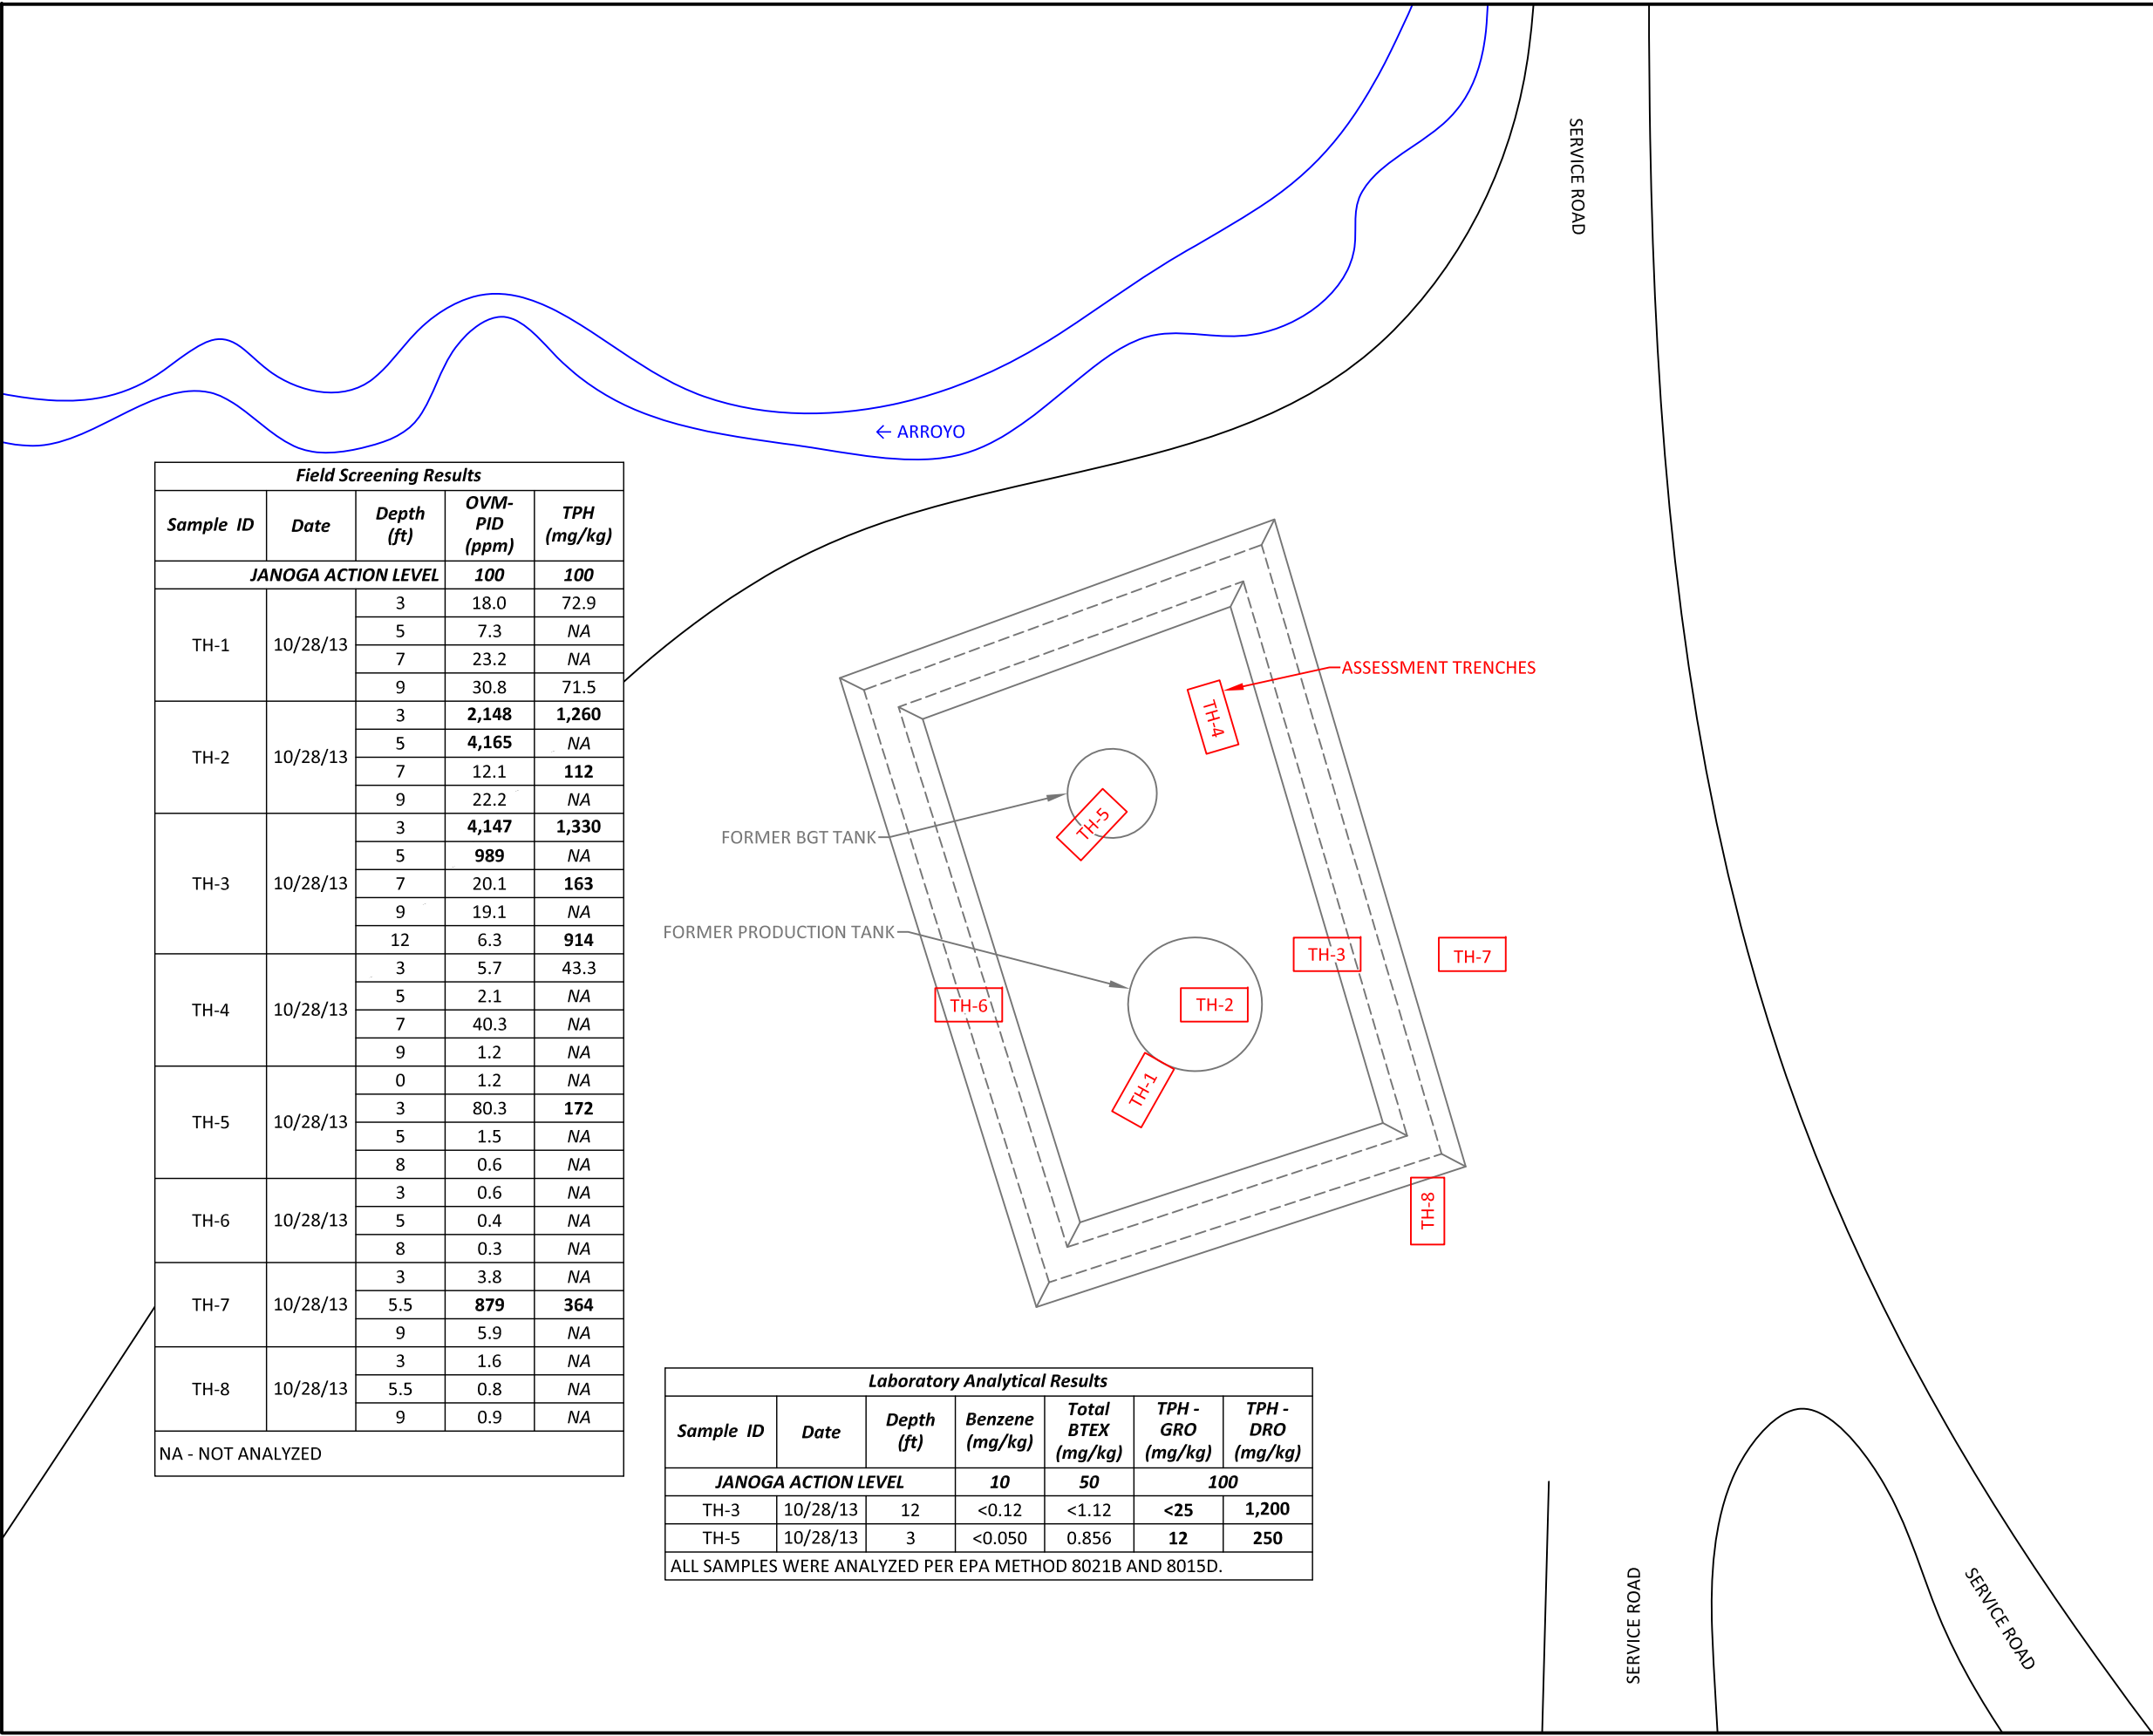 SERVICE ROAD
← ARROYO
Field Screening Results
Sample ID Date Depth (ft) OVM-PID (ppm) TPH (mg/kg)
JANOGA ACTION LEVEL 100 100
TH-1 10/28/13 3 18.0 72.9
5 7.3 NA
7 23.2 NA
9 30.8 71.5
TH-2 10/28/13 3 2,148 1,260
5 4,165 NA
7 12.1 112
9 22.2 NA
TH-3 10/28/13 3 4,147 1,330
5 989 NA
7 20.1 163
9 19.1 NA
12 6.3 914
TH-4 10/28/13 3 5.7 43.3
5 2.1 NA
7 40.3 NA
9 1.2 NA
TH-5 10/28/13 0 1.2 NA
3 80.3 172
5 1.5 NA
8 0.6 NA
TH-6 10/28/13 3 0.6 NA
5 0.4 NA
8 0.3 NA
TH-7 10/28/13 3 3.8 NA
5.5 879 364
9 5.9 NA
TH-8 10/28/13 3 1.6 NA
5.5 0.8 NA
9 0.9 NA
NA - NOT ANALYZED
ASSESSMENT TRENCHES
TH-4
TH-5
FORMER BGT TANK
FORMER PRODUCTION TANK
TH-3
TH-7
TH-6
TH-2
TH-1
TH-8
Laboratory Analytical Results
Sample ID Date Depth (ft) Benzene (mg/kg) Total BTEX (mg/kg) TPH - GRO (mg/kg) TPH - DRO (mg/kg)
JANOGA ACTION LEVEL 10 50 100
TH-3 10/28/13 12 <0.12 <1.12 <25 1,200
TH-5 10/28/13 3 <0.050 0.856 12 250
ALL SAMPLES WERE ANALYZED PER EPA METHOD 8021B AND 8015D.
SERVICE ROAD
SERVICE ROAD